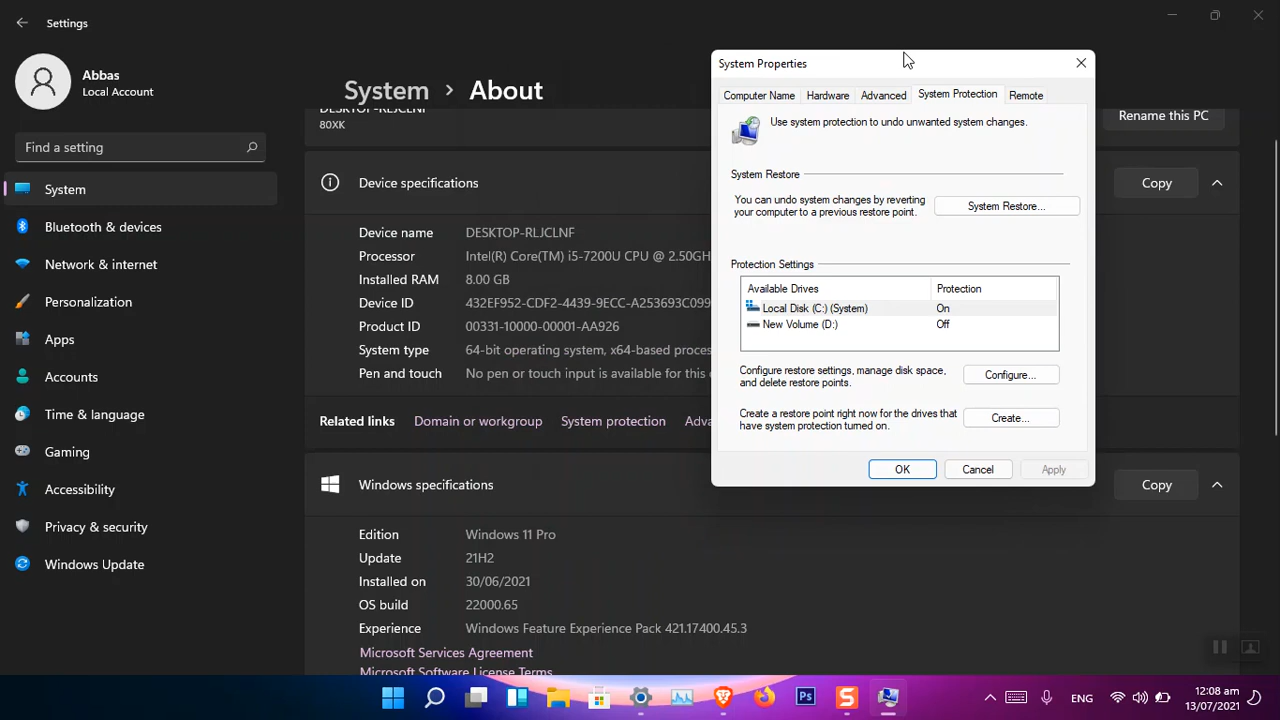 Settings
Abbas
Local Account
Find a setting
System
Bluetooth & devices
Network & internet
Personalization
Apps
Accounts
Time & language
Gaming
Accessibility
Privacy & security
Windows Update
System > About
DESKTOP-RLJCLNF
80XK
Rename this PC
Device specifications
Copy
Device name DESKTOP-RLJCLNF
Processor Intel(R) Core(TM) i5-7200U CPU @ 2.50GH
Installed RAM 8.00 GB
Device ID 432EF952-CDF2-4439-9ECC-A253693C099
Product ID 00331-10000-00001-AA926
System type 64-bit operating system, x64-based proces
Pen and touch No pen or touch input is available for this
Related links Domain or workgroup System protection Adva
Windows specifications
Copy
Edition Windows 11 Pro
Update 21H2
Installed on 30/06/2021
OS build 22000.65
Experience Windows Feature Experience Pack 421.17400.45.3
Microsoft Services Agreement
Microsoft Software License Terms
System Properties
Computer Name Hardware Advanced System Protection Remote
Use system protection to undo unwanted system changes.
System Restore
You can undo system changes by reverting
your computer to a previous restore point.
System Restore...
Protection Settings
Available Drives Protection
Local Disk (C:) (System) On
New Volume (D:) Off
Configure restore settings, manage disk space,
and delete restore points.
Configure...
Create a restore point right now for the drives that
have system protection turned on.
Create...
OK Cancel Apply
Ps
S
ENG
12:08 am
13/07/2021